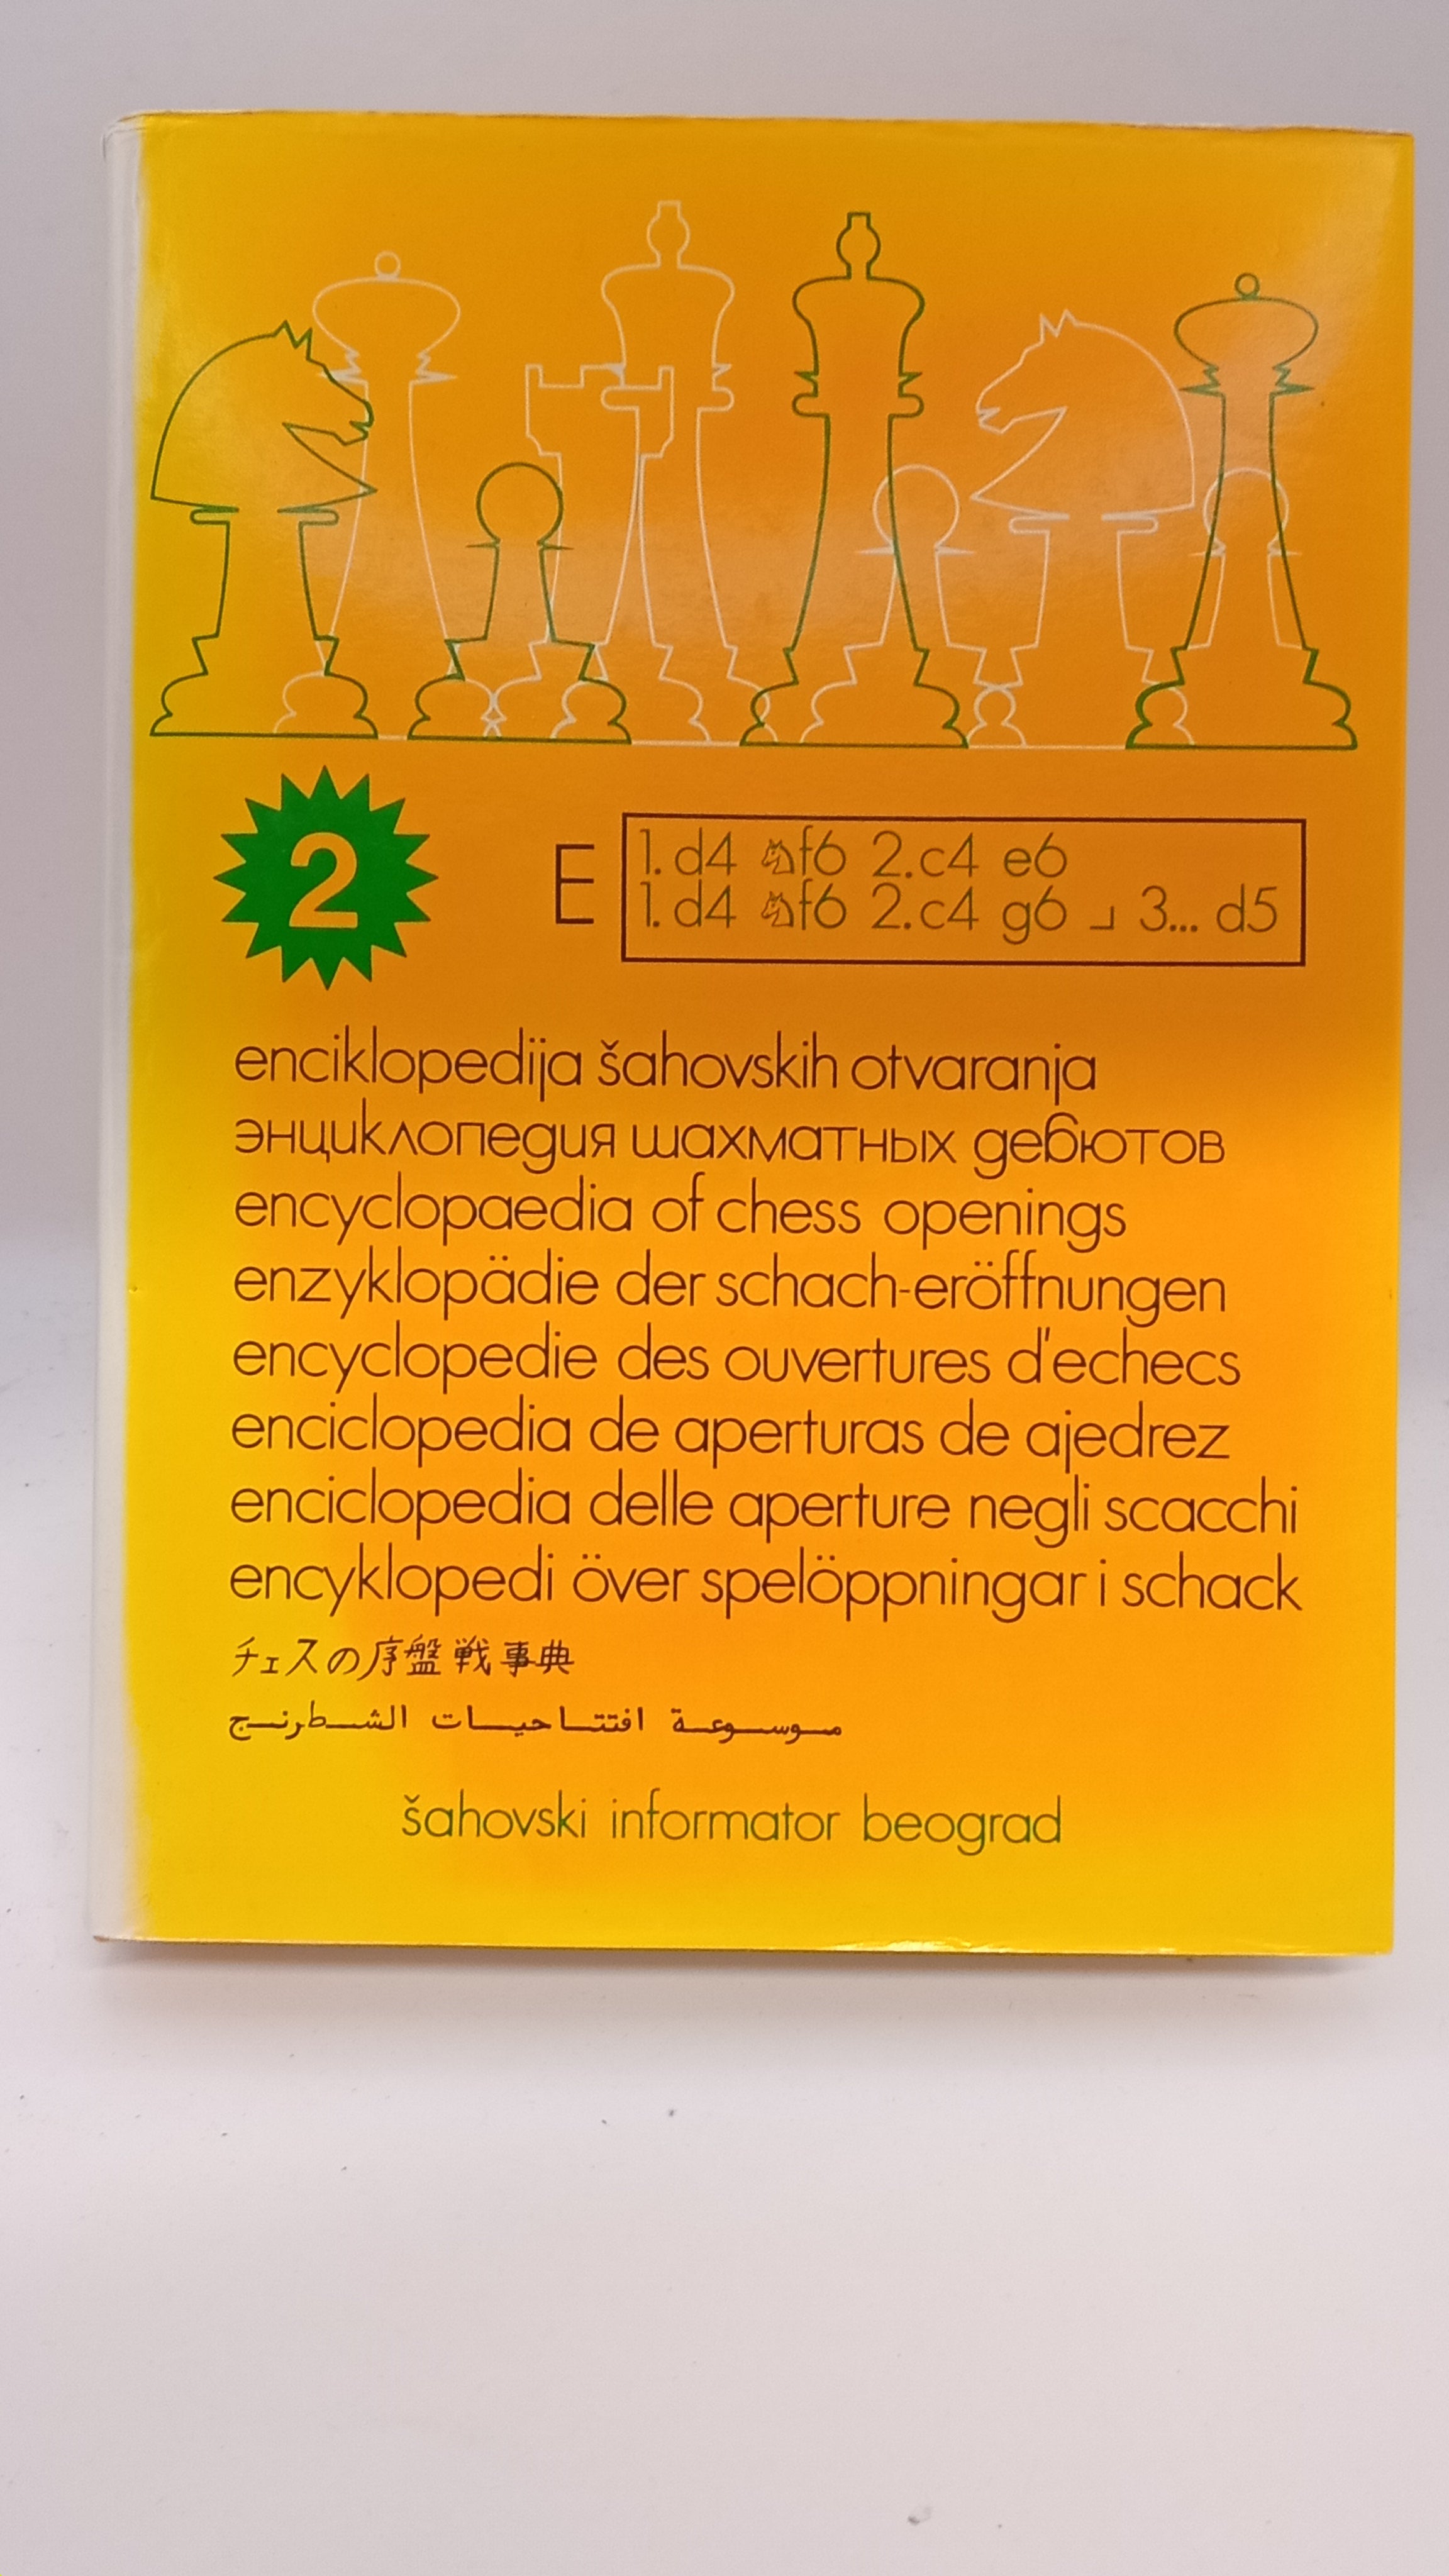 2
E
1. d4 ♞f6 2. c4 e6
1. d4 ♞f6 2. c4 g6 ⅃ 3... d5
enciklopedija šahovskih otvaranja
энциклопедия шахматных дебютов
encyclopaedia of chess openings
enzyklopädie der schach-eröffnungen
encyclopedie des ouvertures d'echecs
enciclopedia de aperturas de ajedrez
enciclopedia delle aperture negli scacchi
encyklopedi över spelöppningar i schack
チェスの序盤戦事典
موسوعة افتتاحيات الشطرنج
šahovski informator beograd